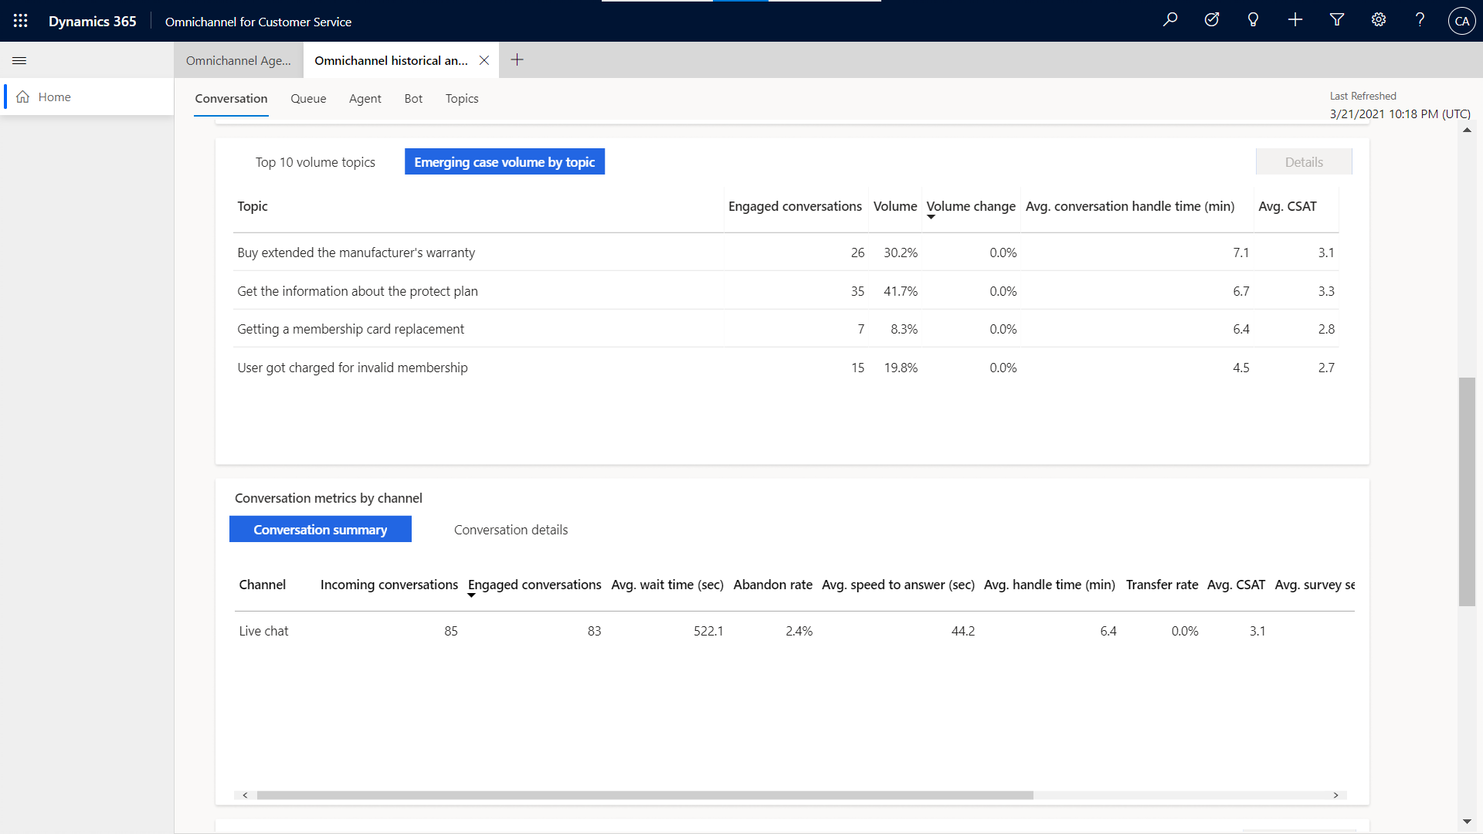 Dynamics 365 Omnichannel for Customer Service ? CA
Omnichannel Age... Omnichannel historical an...
Home
Conversation Queue Agent Bot Topics
Last Refreshed
3/21/2021 10:18 PM (UTC)
Top 10 volume topics Emerging case volume by topic Details
Topic Engaged conversations Volume Volume change Avg. conversation handle time (min) Avg. CSAT
Buy extended the manufacturer's warranty 26 30.2% 0.0% 7.1 3.1
Get the information about the protect plan 35 41.7% 0.0% 6.7 3.3
Getting a membership card replacement 7 8.3% 0.0% 6.4 2.8
User got charged for invalid membership 15 19.8% 0.0% 4.5 2.7
Conversation metrics by channel
Conversation summary Conversation details
Channel Incoming conversations Engaged conversations Avg. wait time (sec) Abandon rate Avg. speed to answer (sec) Avg. handle time (min) Transfer rate Avg. CSAT Avg. survey se
Live chat 85 83 522.1 2.4% 44.2 6.4 0.0% 3.1